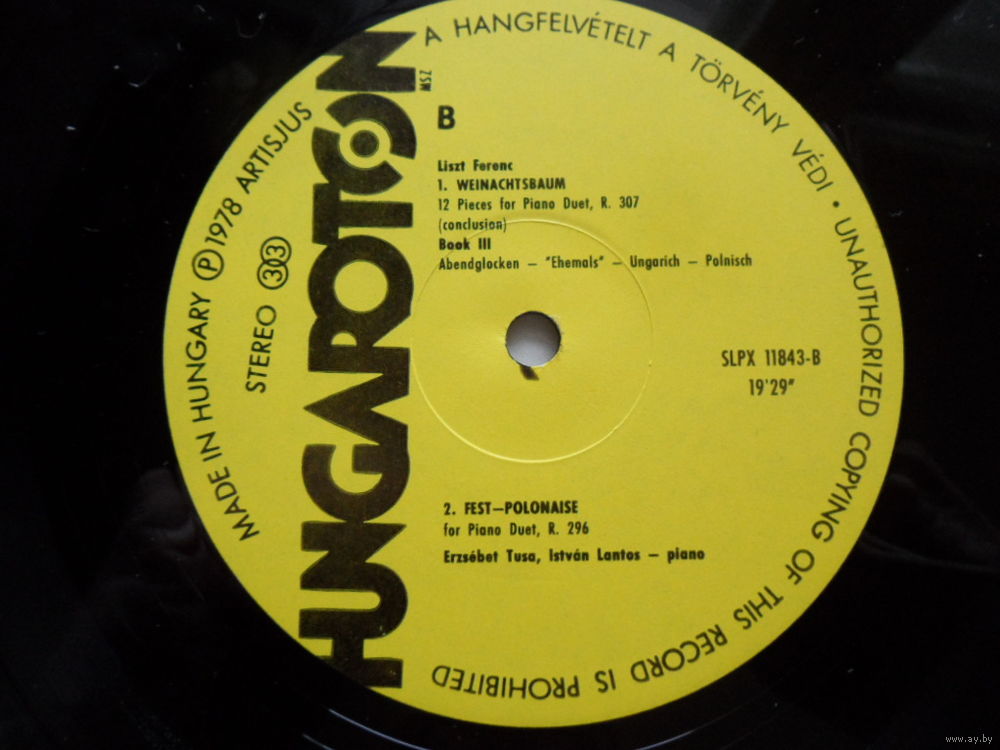 A HANGFELVÉTELT A TÖRVÉNY VÉDI • UNAUTHORIZED COPYING OF THIS RECORD IS PROHIBITED
MADE IN HUNGARY Ⓟ 1978 ARTISJUS
STEREO 33
HUNGAROTON
MSZ
B
Liszt Ferenc
1. WEINACHTSBAUM
12 Pieces for Piano Duet, R. 307
(conclusion)
Book III
Abendglocken – "Ehemals" – Ungarich – Polnisch
SLPX 11843-B
19'29"
2. FEST–POLONAISE
for Piano Duet, R. 296
Erzsébet Tusa, István Lantos – piano
www.ay.by